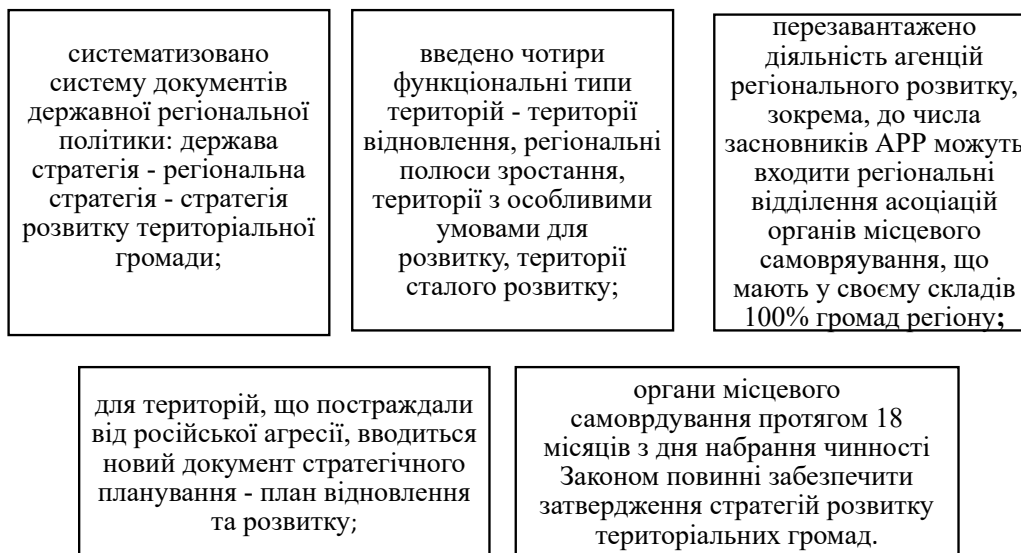 систематизовано
систему документів
державної регіональної
політики: держава
стратегія - регіональна
стратегія - стратегія
розвитку територіальної
громади;
введено чотири
функціональні типи
територій - території
відновлення, регіональні
полюси зростання,
території з особливими
умовами для
розвитку, території
сталого розвитку;
перезавантажено
діяльність агенцій
регіонального розвитку,
зокрема, до числа
засновників АРР можуть
входити регіональні
відділення асоціацій
органів місцевого
самовряування, що
мають у своєму складів
100% громад регіону;
для територій, що постраждали
від російської агресії, вводиться
новий документ стратегічного
планування - план відновлення
та розвитку;
органи місцевого
самоврдування протягом 18
місяців з дня набрання чинності
Законом повинні забезпечити
затвердження стратегій розвитку
територіальних громад.